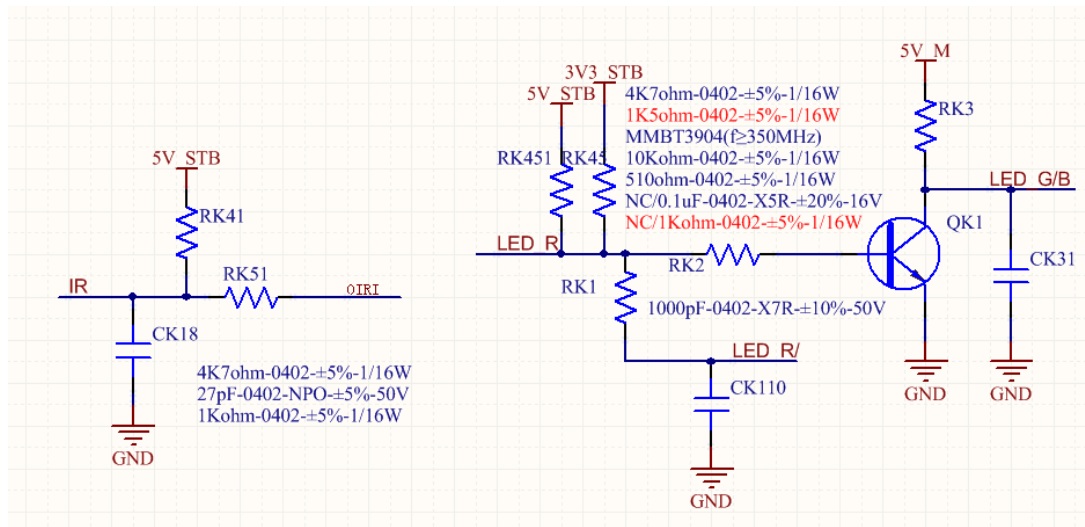 5V_STB
RK41
RK51
IR
OIRI
CK18
4K7ohm-0402-±5%-1/16W
27pF-0402-NPO-±5%-50V
1Kohm-0402-±5%-1/16W
GND
3V3_STB
5V_STB
4K7ohm-0402-±5%-1/16W
1K5ohm-0402-±5%-1/16W
MMBT3904(f≥350MHz)
RK451 RK45
10Kohm-0402-±5%-1/16W
510ohm-0402-±5%-1/16W
NC/0.1uF-0402-X5R-±20%-16V
NC/1Kohm-0402-±5%-1/16W
LED_R
RK2
RK1
1000pF-0402-X7R-±10%-50V
LED_R/
CK110
GND
5V_M
RK3
LED_G/B
QK1
CK31
GND
GND